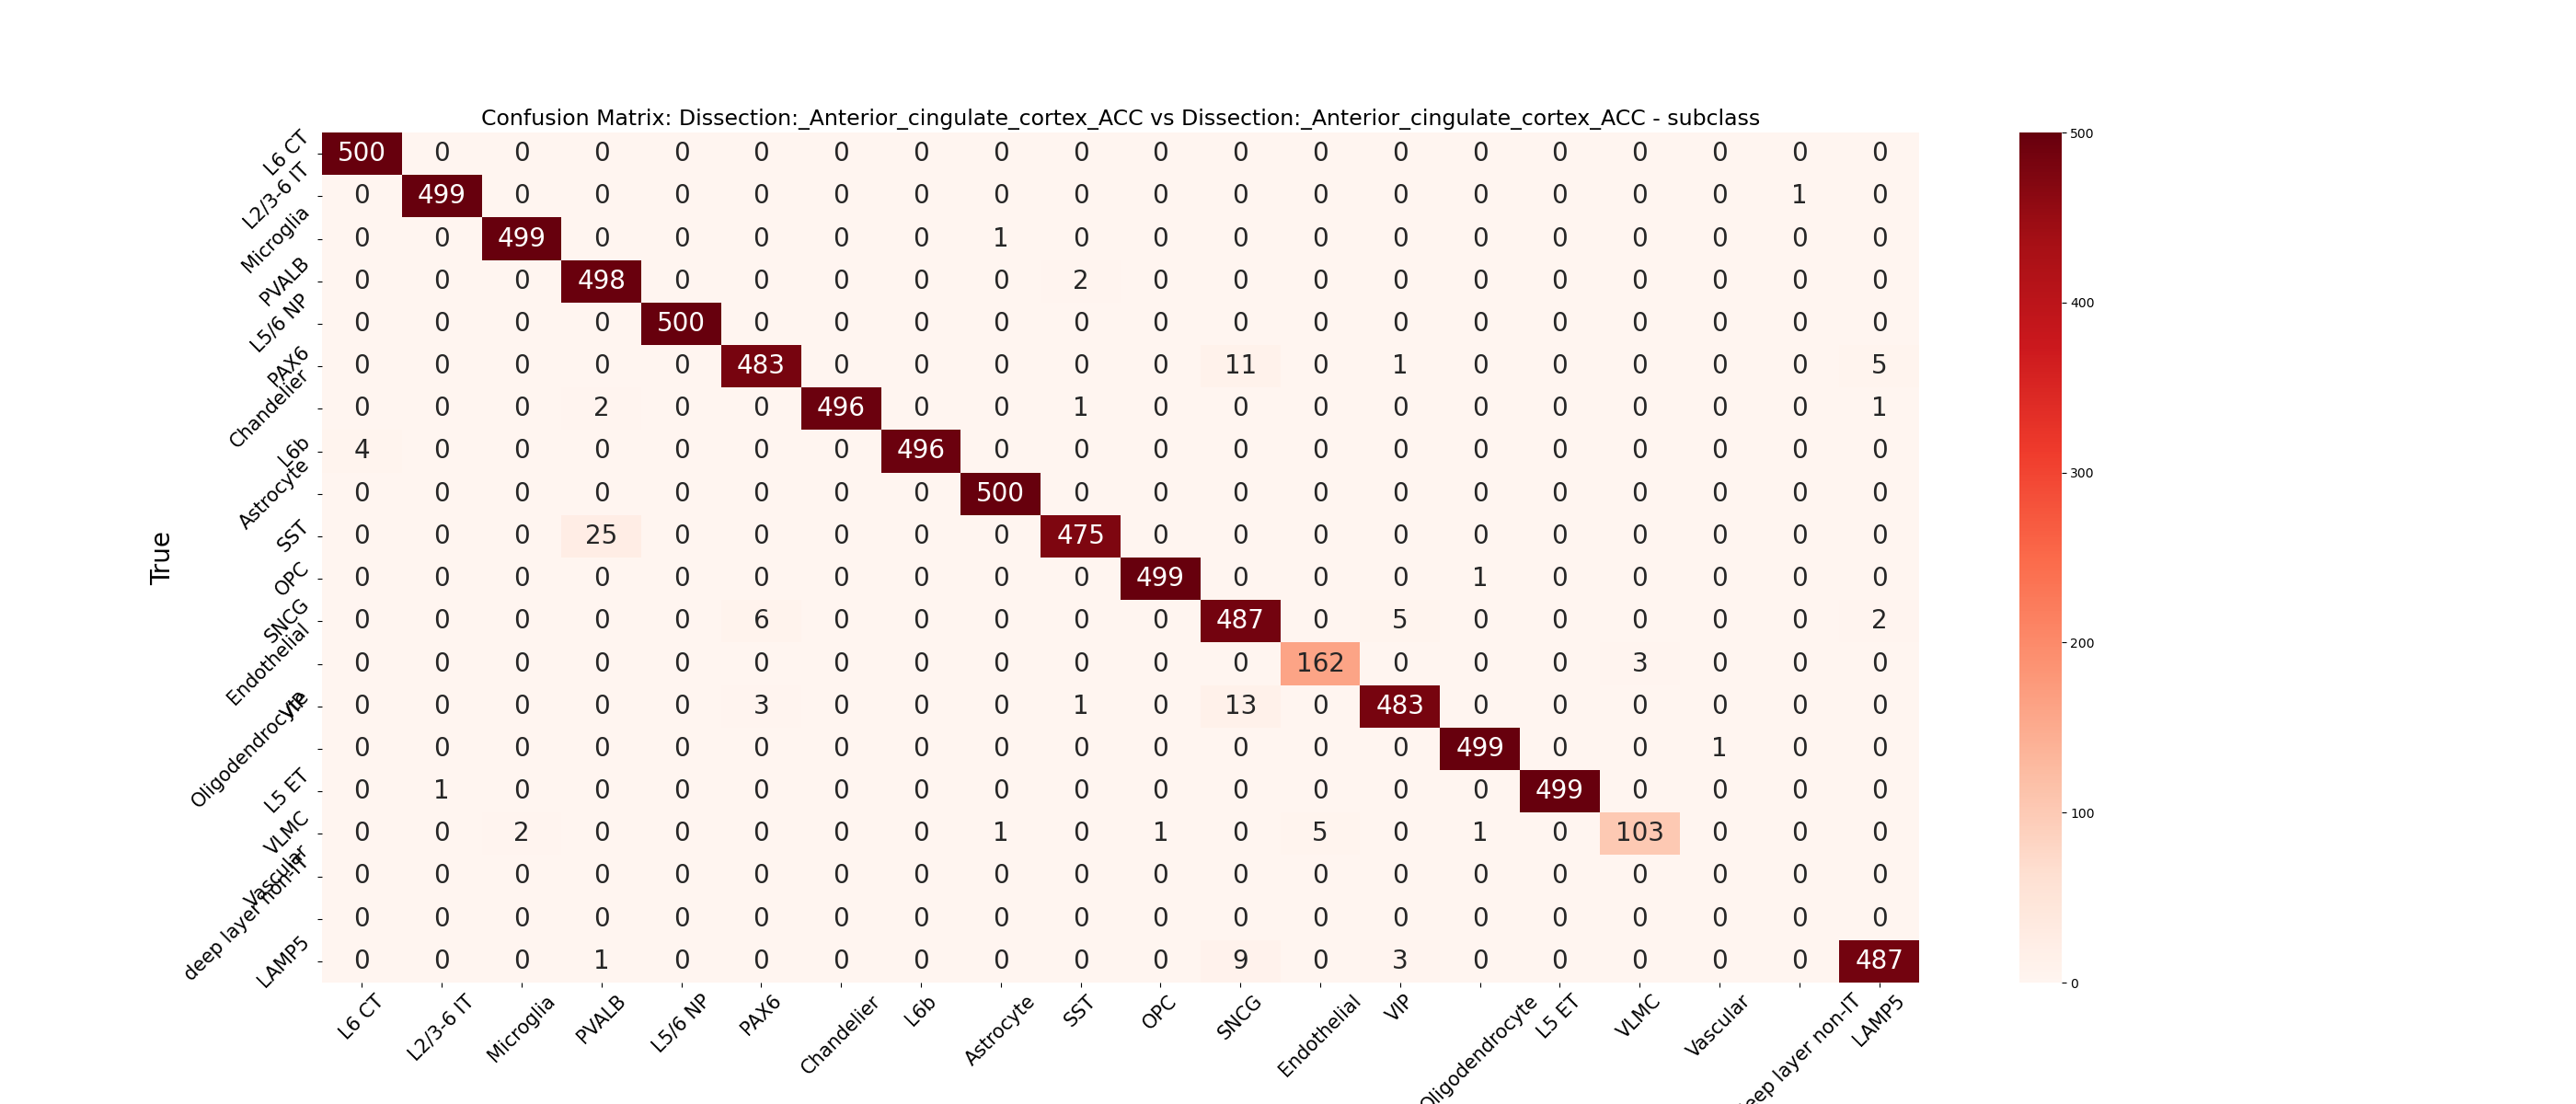 Confusion Matrix: Dissection:_Anterior_cingulate_cortex_ACC vs Dissection:_Anterior_cingulate_cortex_ACC - subclass
True
L6 CT 500 0 0 0 0 0 0 0 0 0 0 0 0 0 0 0 0 0 0 0
L2/3-6 IT 0 499 0 0 0 0 0 0 0 0 0 0 0 0 0 0 0 0 1 0
Microglia 0 0 499 0 0 0 0 0 1 0 0 0 0 0 0 0 0 0 0 0
PVALB 0 0 0 498 0 0 0 0 0 2 0 0 0 0 0 0 0 0 0 0
L5/6 NP 0 0 0 0 500 0 0 0 0 0 0 0 0 0 0 0 0 0 0 0
PAX6 0 0 0 0 0 483 0 0 0 0 0 11 0 1 0 0 0 0 0 5
Chandelier 0 0 0 2 0 0 496 0 0 1 0 0 0 0 0 0 0 0 0 1
L6b 4 0 0 0 0 0 0 496 0 0 0 0 0 0 0 0 0 0 0 0
Astrocyte 0 0 0 0 0 0 0 0 500 0 0 0 0 0 0 0 0 0 0 0
SST 0 0 0 25 0 0 0 0 0 475 0 0 0 0 0 0 0 0 0 0
OPC 0 0 0 0 0 0 0 0 0 0 499 0 0 0 1 0 0 0 0 0
SNCG 0 0 0 0 0 6 0 0 0 0 0 487 0 5 0 0 0 0 0 2
Endothelial 0 0 0 0 0 0 0 0 0 0 0 0 162 0 0 0 3 0 0 0
VIP 0 0 0 0 0 3 0 0 0 1 0 13 0 483 0 0 0 0 0 0
Oligodendrocyte 0 0 0 0 0 0 0 0 0 0 0 0 0 0 499 0 0 1 0 0
L5 ET 0 1 0 0 0 0 0 0 0 0 0 0 0 0 0 499 0 0 0 0
VLMC 0 0 2 0 0 0 0 0 1 0 1 0 5 0 1 0 103 0 0 0
Vascular 0 0 0 0 0 0 0 0 0 0 0 0 0 0 0 0 0 0 0 0
deep layer non-IT 0 0 0 0 0 0 0 0 0 0 0 0 0 0 0 0 0 0 0 0
LAMP5 0 0 0 1 0 0 0 0 0 0 0 9 0 3 0 0 0 0 0 487
L6 CT L2/3-6 IT Microglia PVALB L5/6 NP PAX6 Chandelier L6b Astrocyte SST OPC SNCG Endothelial VIP Oligodendrocyte L5 ET VLMC Vascular layer non-IT LAMP5
500
400
300
200
100
0